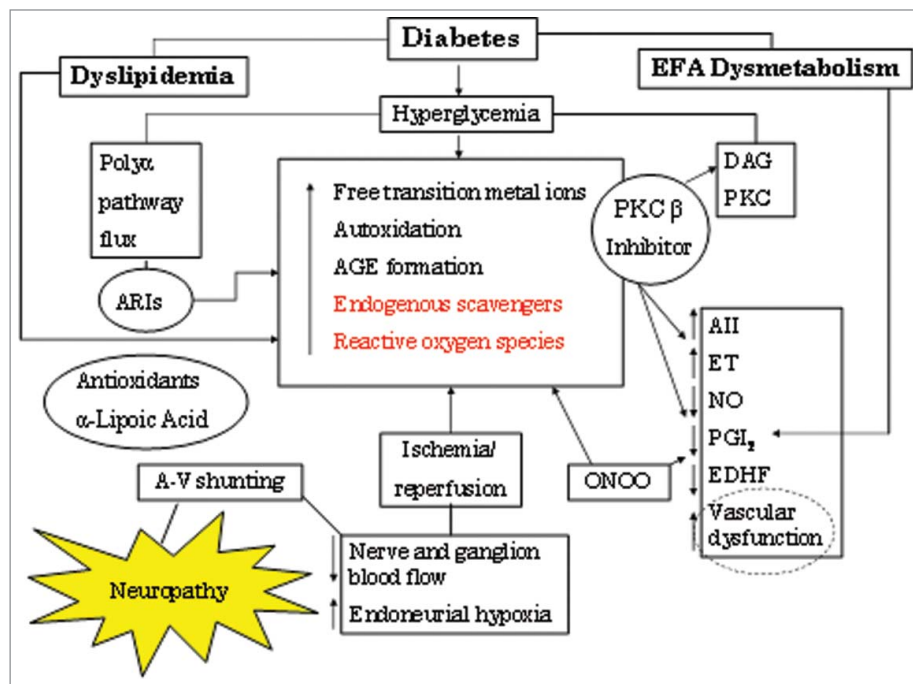 Diabetes
Dyslipidemia
EFA Dysmetabolism
Hyperglycemia
Polyα
pathway
flux
DAG
PKC
Free transition metal ions
Autoxidation
AGE formation
Endogenous scavengers
Reactive oxygen species
PKC β
Inhibitor
ARIs
AII
ET
NO
PGI₂
EDHF
Vascular
dysfunction
Antioxidants
α-Lipoic Acid
Ischemia/
reperfusion
ONOO
A-V shunting
Nerve and ganglion
blood flow
Endoneurial hypoxia
Neuropathy